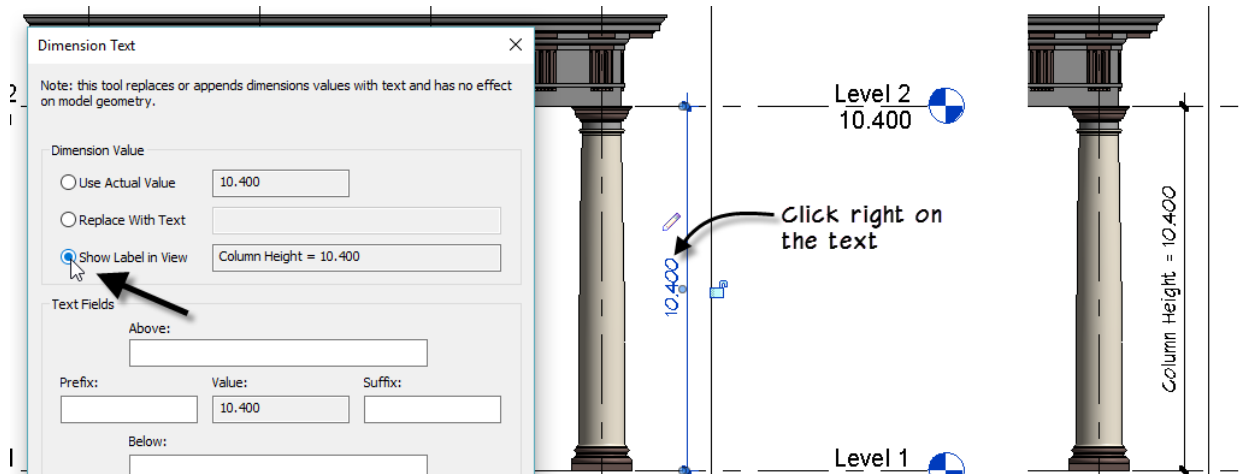 Dimension Text
Note: this tool replaces or appends dimensions values with text and has no effect
on model geometry.
Dimension Value
Use Actual Value
10.400
Replace With Text
Show Label in View
Column Height = 10.400
Text Fields
Above:
Prefix:
Value:
Suffix:
10.400
Below:
2
Level 2
10.400
Click right on
the text
10.400
Level 1
Column Height = 10.400